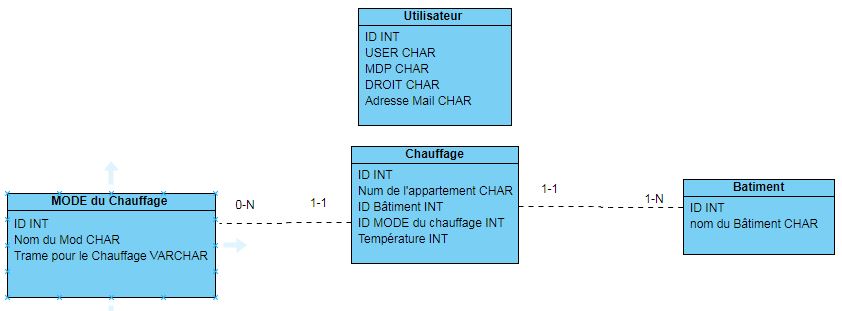 Utilisateur
ID INT
USER CHAR
MDP CHAR
DROIT CHAR
Adresse Mail CHAR
Chauffage
ID INT
Num de l'appartement CHAR
ID Bâtiment INT
ID MODE du chauffage INT
Température INT
MODE du Chauffage
ID INT
Nom du Mod CHAR
Trame pour le Chauffage VARCHAR
0-N
1-1
1-1
1-N
Batiment
ID INT
nom du Bâtiment CHAR